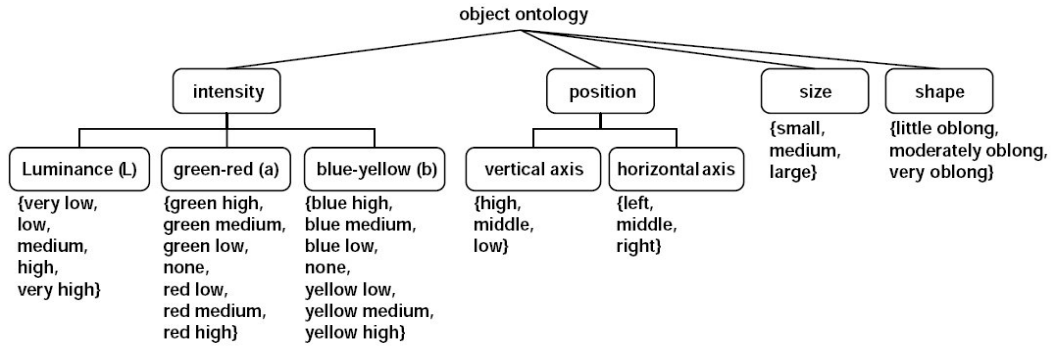 object ontology
intensity
position
size
shape
{small,
medium,
large}
{little oblong,
moderately oblong,
very oblong}
Luminance (L)
green-red (a)
blue-yellow (b)
vertical axis
horizontal axis
{very low,
low,
medium,
high,
very high}
{green high,
green medium,
green low,
none,
red low,
red medium,
red high}
{blue high,
blue medium,
blue low,
none,
yellow low,
yellow medium,
yellow high}
{high,
middle,
low}
{left,
middle,
right}